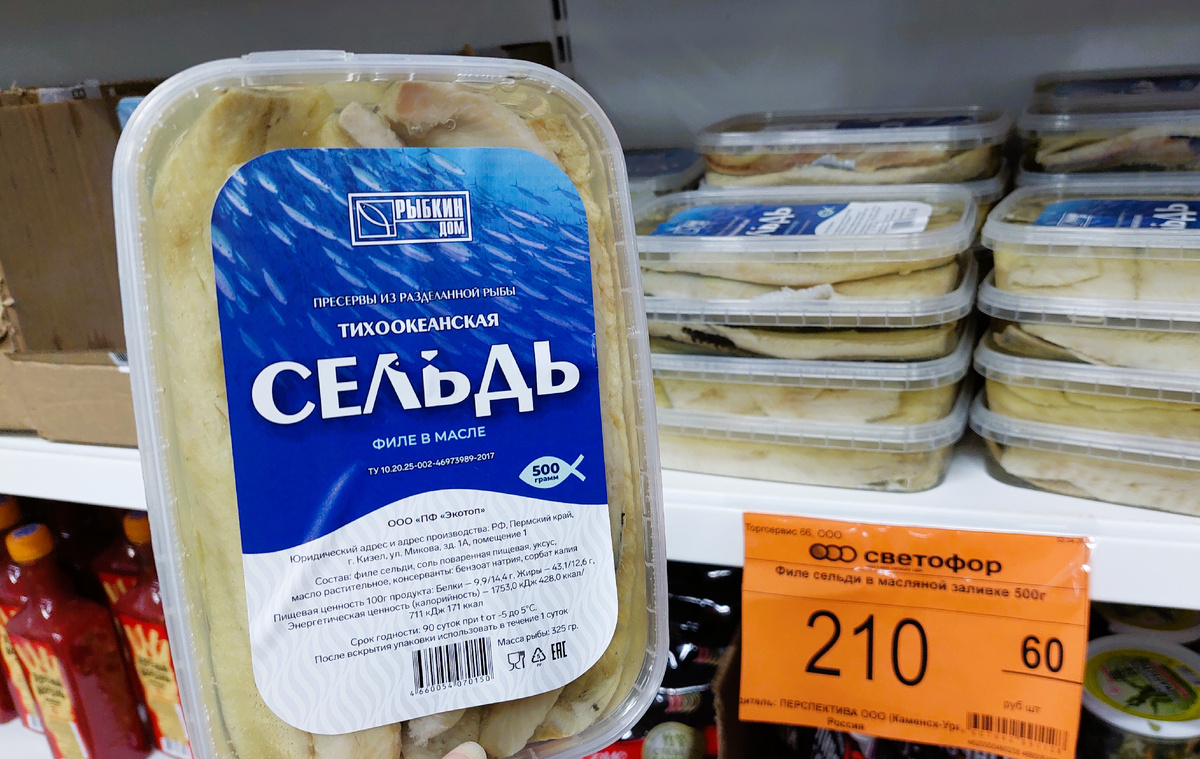 РЫБКИН
ДОМ
ПРЕСЕРВЫ ИЗ РАЗДЕЛАННОЙ РЫБЫ
ТИХООКЕАНСКАЯ
СЕЛЬДЬ
ФИЛЕ В МАСЛЕ
ТУ 10.20.25-002-46973989-2017
500
грамм
ООО «ПФ «Экотоп»
Юридический адрес и адрес производства: РФ, Пермский край,
г. Кизел, ул. Микова, зд. 1А, помещение 1
Состав: филе сельди, соль поваренная пищевая, уксус,
масло растительное, консерванты: бензоат натрия, сорбат калия
Пищевая ценность 100г продукта: Белки – 9,9/14,4 г. Жиры – 43,1/12,6 г,
Энергетическая ценность (калорийность) – 1753,0 кДж 428.0 ккал/
711 кДж 171 ккал
Срок годности: 90 суток при t от -5 до 5°C.
После вскрытия упаковки использовать в течение 1 суток
Масса рыбы: 325 гр.
EAC
4660054070150
СЕЛЬДЬ
Торгсервис 66, ООО
светофор
Филе сельди в масляной заливке 500г
210
60
руб шт
дитель: ПЕРСПЕКТИВА ООО (Каменск-Ур
Россия